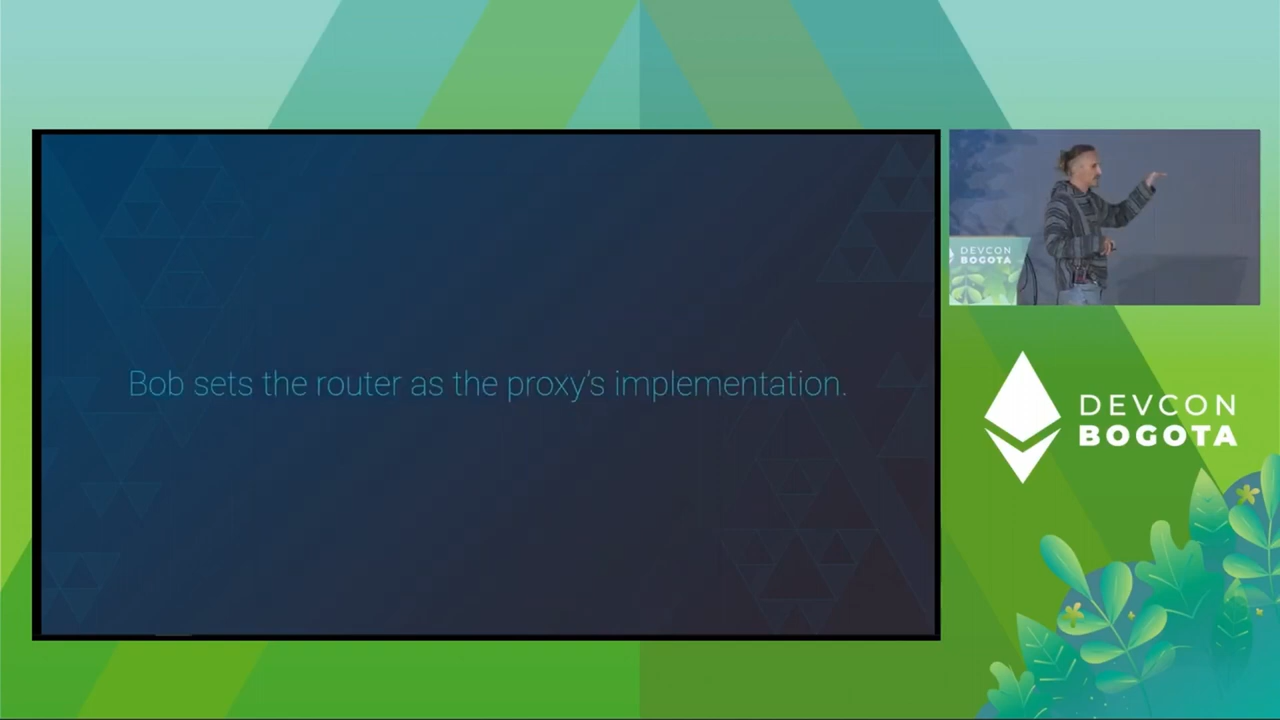 Bob sets the router as the proxy’s implementation.
DEVCON
BOGOTA
DEVCON
BOGOTA